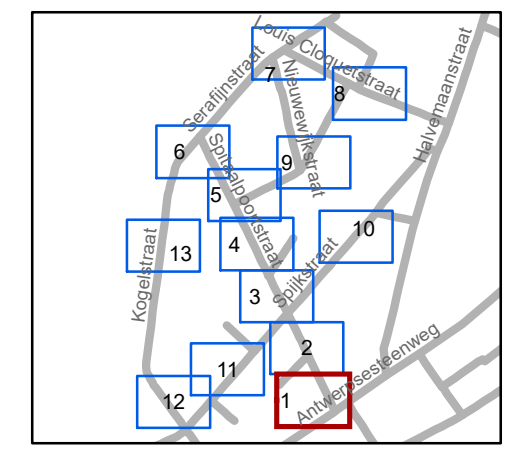 Louis Cloquetstraat
7
Serafijnstraat
Nieuwewijkstraat
8
Halvemaanstraat
6
Spitaalpoortstraat
9
5
4
10
13
Kogelstraat
Spijkstraat
3
2
11
Antwerpsesteenweg
12
1